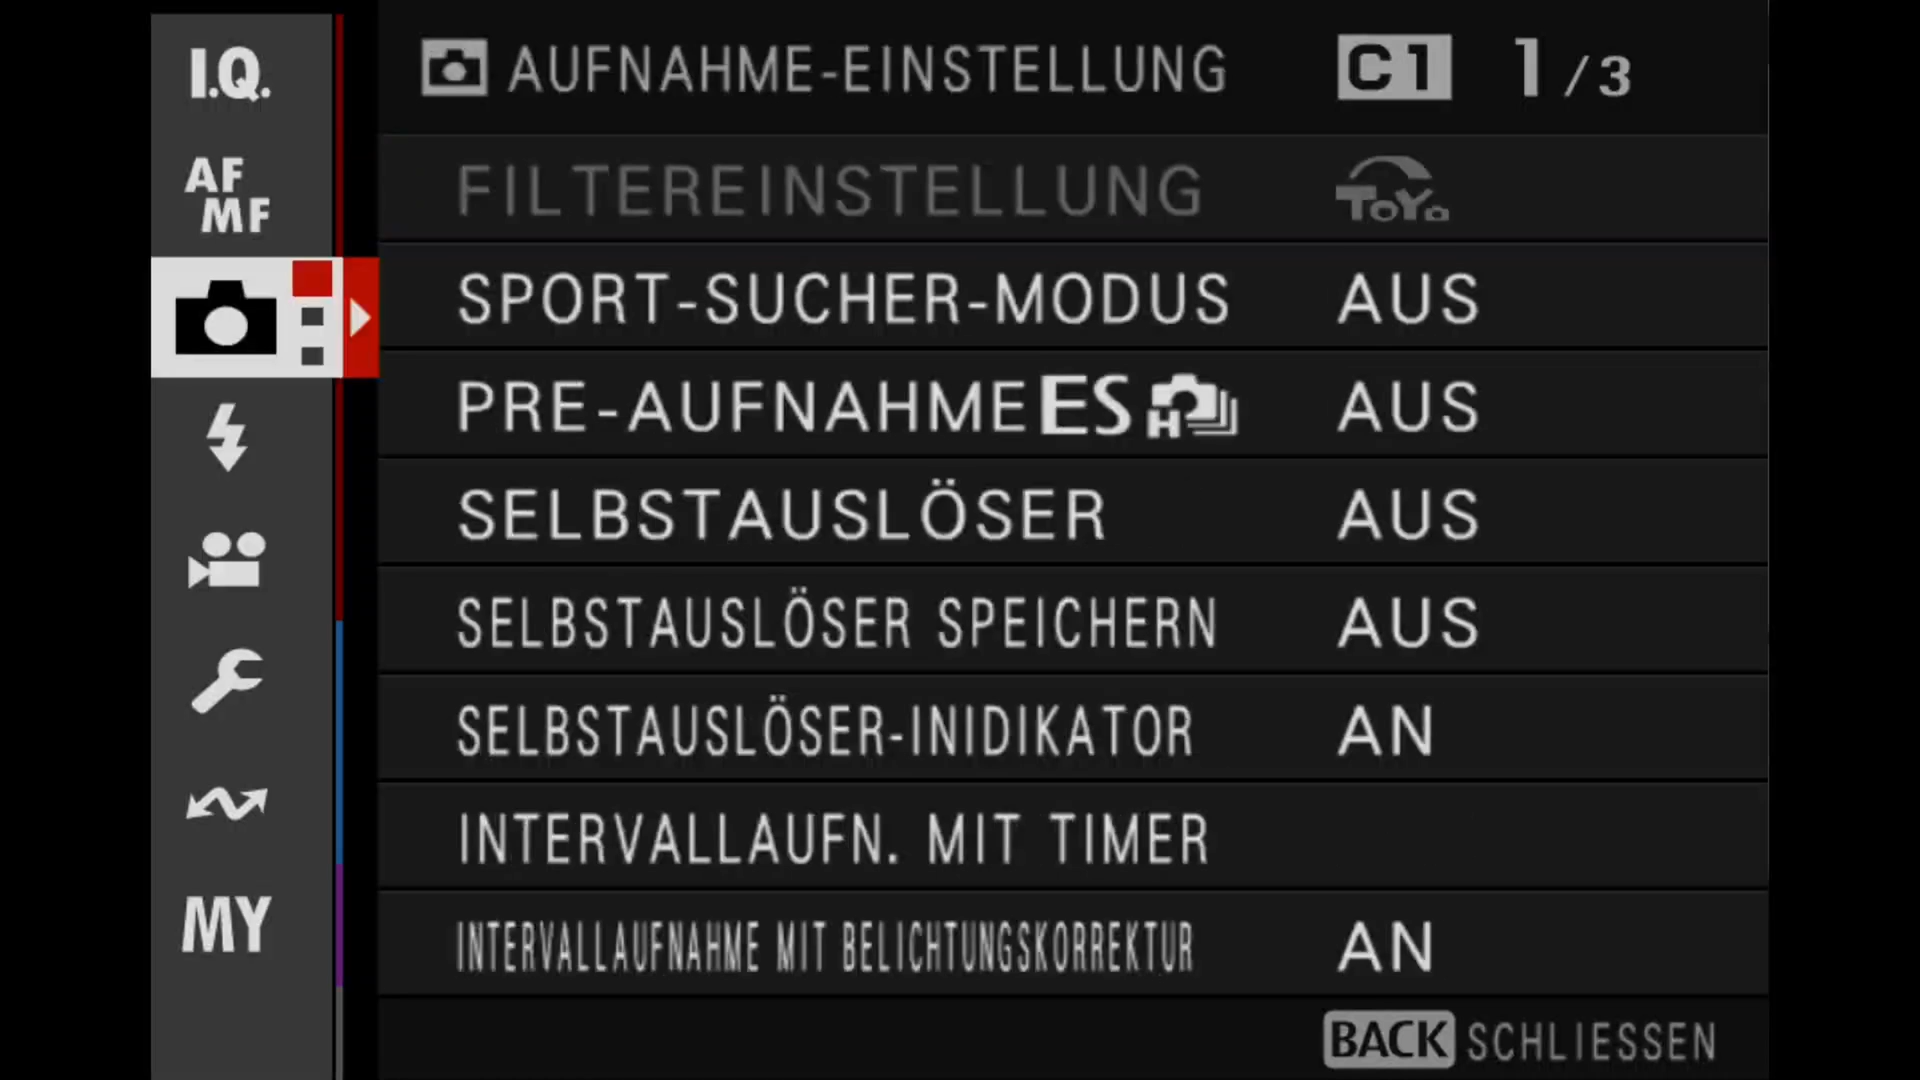 I.Q.
AF
MF
MY
AUFNAHME-EINSTELLUNG C1 1/3
FILTEREINSTELLUNG TOYo
SPORT-SUCHER-MODUS AUS
PRE-AUFNAHME ES H AUS
SELBSTAUSLÖSER AUS
SELBSTAUSLÖSER SPEICHERN AUS
SELBSTAUSLÖSER-INIDIKATOR AN
INTERVALLAUFN. MIT TIMER
INTERVALLAUFNAHME MIT BELICHTUNGSKORREKTUR AN
BACK SCHLIESSEN